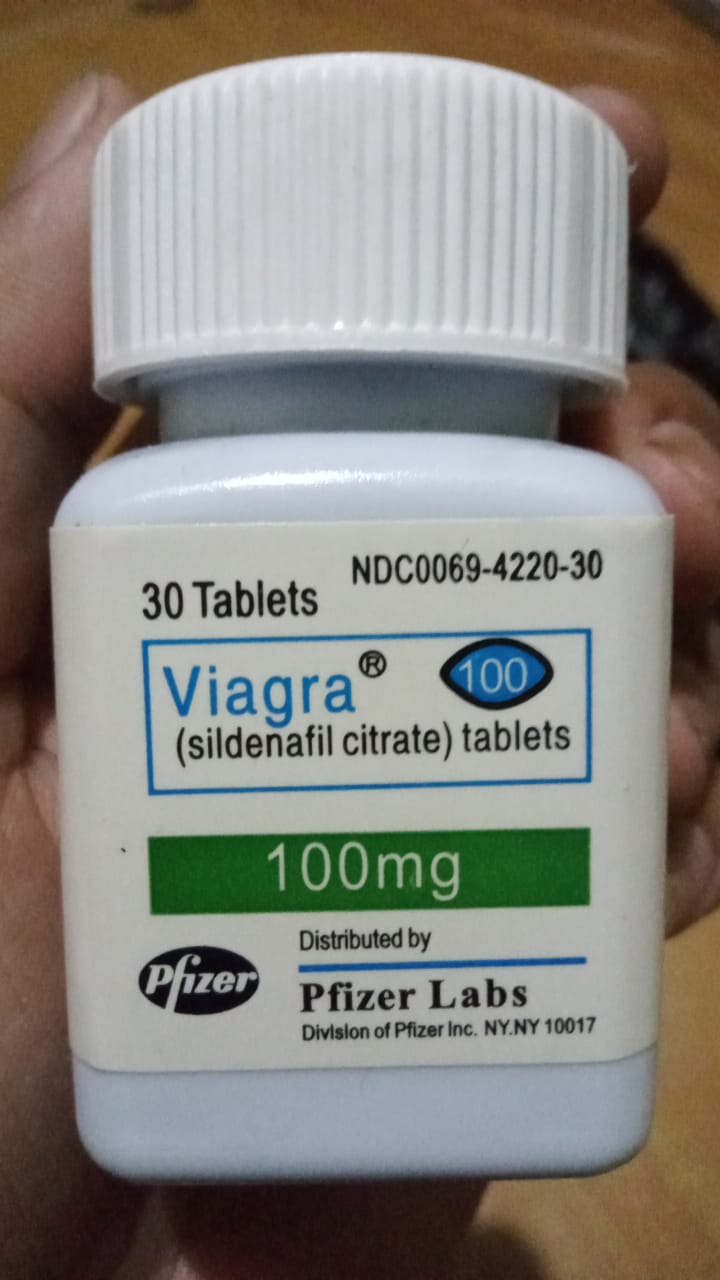 30 Tablets NDC0069-4220-30
Viagra® 100
(sildenafil citrate) tablets
100mg
Distributed by
Pfizer
Pfizer Labs
Division of Pfizer Inc. NY.NY 10017